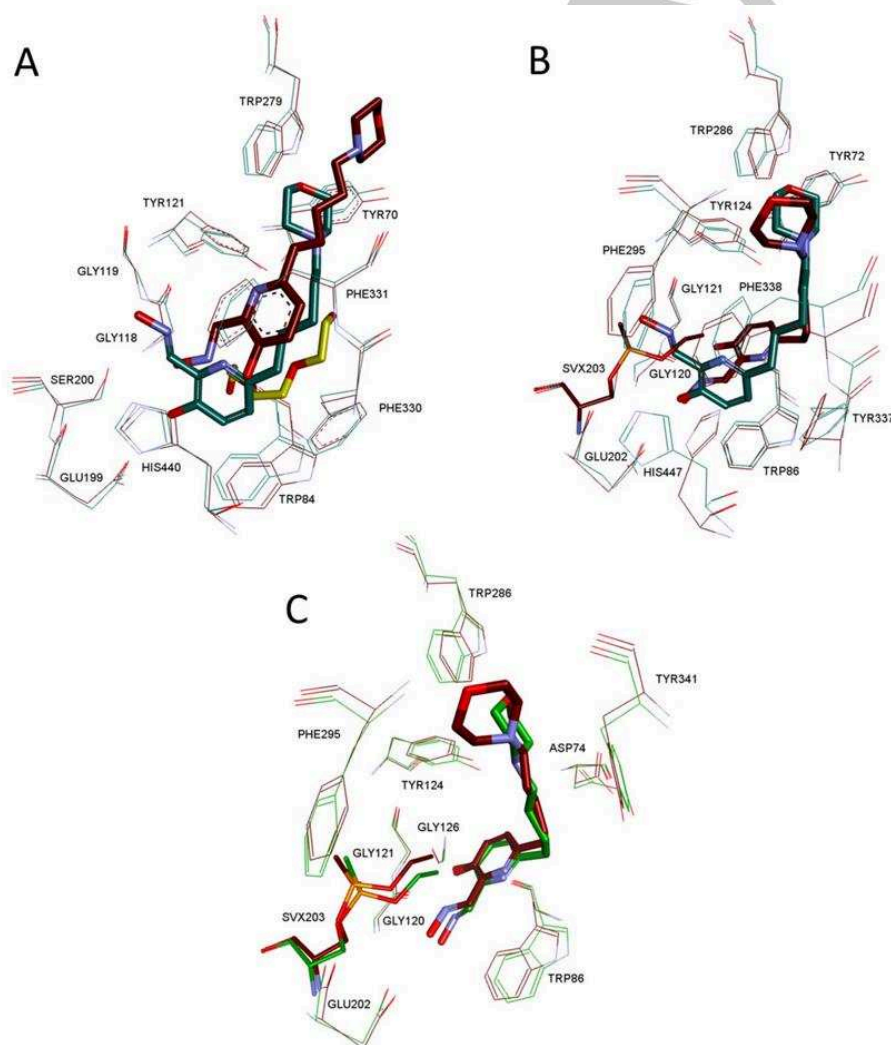 A
TRP279
TYR121
TYR70
GLY119
PHE331
GLY118
SER200
PHE330
HIS440
GLU199
TRP84
B
TRP286
TYR72
TYR124
PHE295
GLY121
PHE338
SVX203
GLY120
TYR337
GLU202
HIS447
TRP86
C
TRP286
TYR341
PHE295
ASP74
TYR124
GLY126
GLY121
SVX203
GLY120
TRP86
GLU202